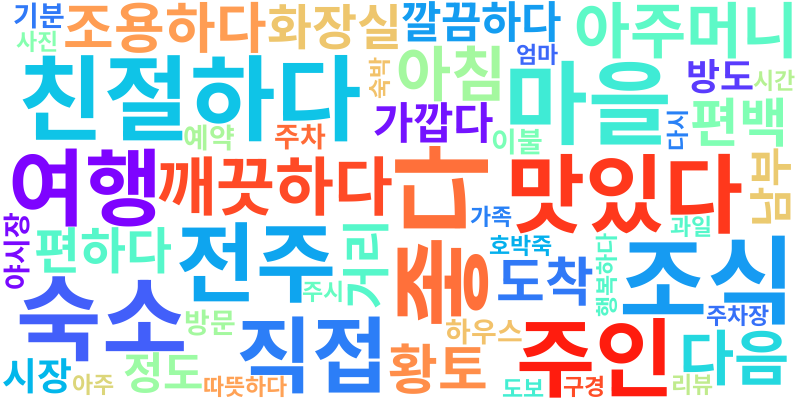 기분
조용하다
화장실
깔끔하다
아주머니
사진
친절하다
숙박
아침
엄마
마을
방도
시간
예약
주차
가깝다
이불
다시
편백
여행
깨끗하다
좋다
맛있다
남부
야시장
편하다
전주
거리
가족
호박죽
과일
숙소
주시
도착
행복하다
조식
방문
직접
하우스
주인
주차장
다음
시장
아주
정도
따뜻하다
황토
도보
구경
리뷰